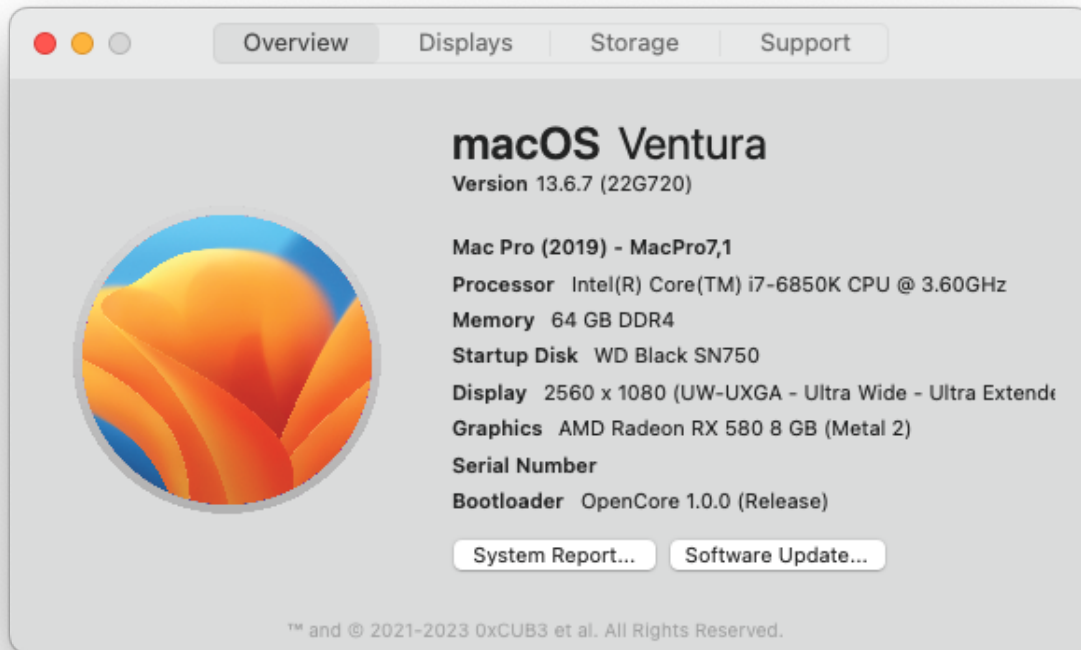 Overview Displays Storage Support
macOS Ventura
Version 13.6.7 (22G720)
Mac Pro (2019) - MacPro7,1
Processor Intel(R) Core(TM) i7-6850K CPU @ 3.60GHz
Memory 64 GB DDR4
Startup Disk WD Black SN750
Display 2560 x 1080 (UW-UXGA - Ultra Wide - Ultra Extende
Graphics AMD Radeon RX 580 8 GB (Metal 2)
Serial Number
Bootloader OpenCore 1.0.0 (Release)
System Report... Software Update...
™ and © 2021-2023 0xCUB3 et al. All Rights Reserved.